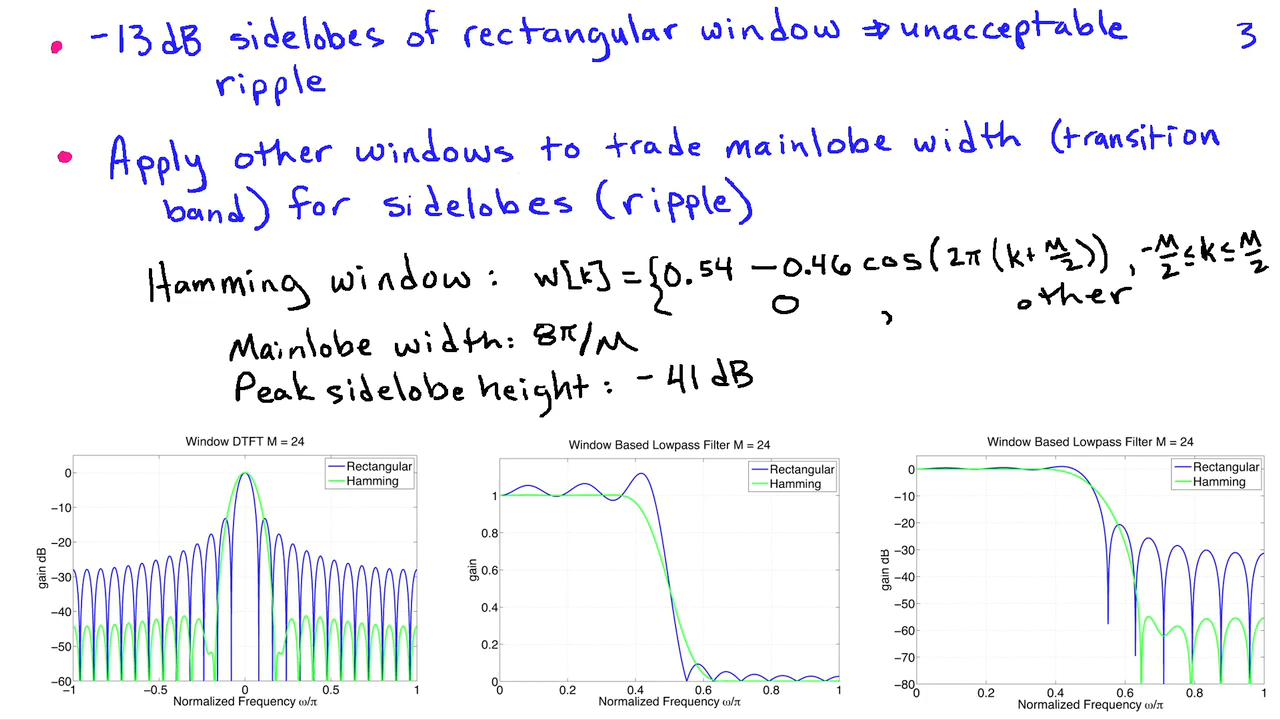 • -13 dB sidelobes of rectangular window ⇒ unacceptable 3
ripple
• Apply other windows to trade mainlobe width (transition
band) for sidelobes (ripple)
Hamming window: w[k] = {0.54 - 0.46 cos(2π(k+M/2)), -M/2 ≤ k ≤ M/2
0 , other
Mainlobe width: 8π/M
Peak sidelobe height: -41 dB
Window DTFT M = 24
Rectangular
Hamming
gain dB
0
-10
-20
-30
-40
-50
-60
-1 -0.5 0 0.5 1
Normalized Frequency ω/π
Window Based Lowpass Filter M = 24
Rectangular
Hamming
gain
1
0.8
0.6
0.4
0.2
0
0 0.2 0.4 0.6 0.8 1
Normalized Frequency ω/π
Window Based Lowpass Filter M = 24
Rectangular
Hamming
gain dB
0
-10
-20
-30
-40
-50
-60
-70
-80
0 0.2 0.4 0.6 0.8 1
Normalized Frequency ω/π